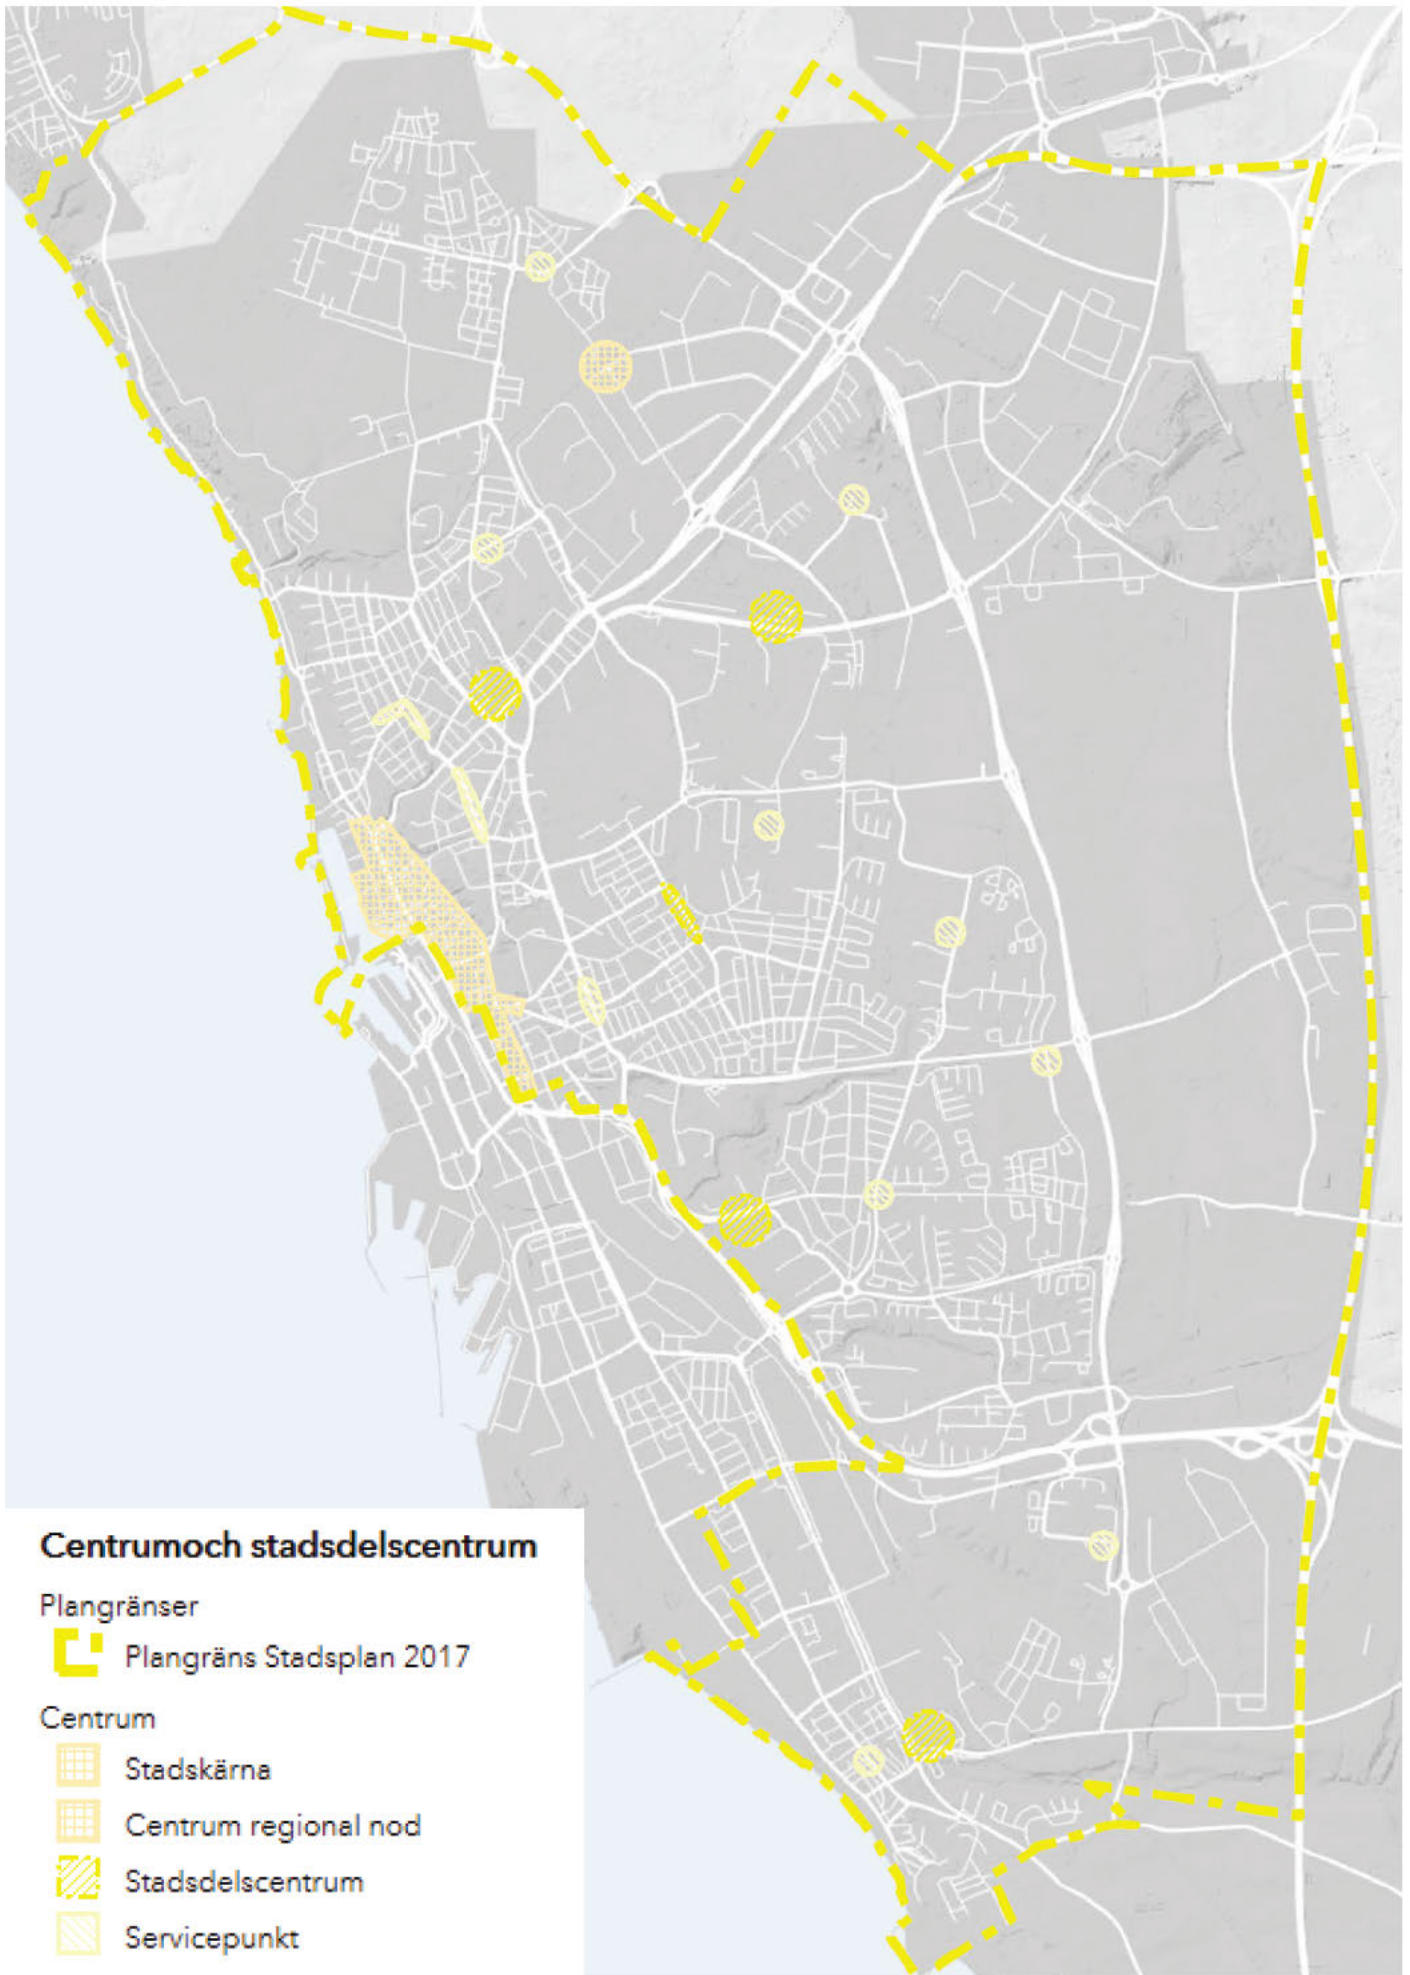 Centrumoch stadsdelscentrum
Plangränser
Plangräns Stadsplan 2017
Centrum
Stadskärna
Centrum regional nod
Stadsdelscentrum
Servicepunkt